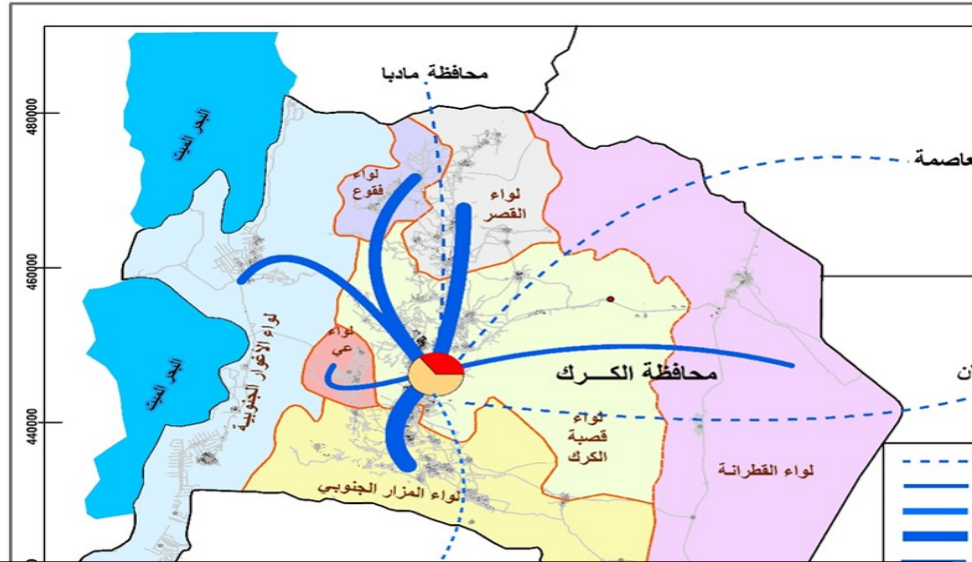 محافظة مادبا
480000
البحر الميت
لواء
فقوع
لواء
القصر
عاصمة
460000
لواء
عي
لواء الأغوار الجنوبية
البحر الميت
محافظة الكـــرك
ن
440000
لواء
قصبة
الكرك
لواء القطرانة
لواء المزار الجنوبي